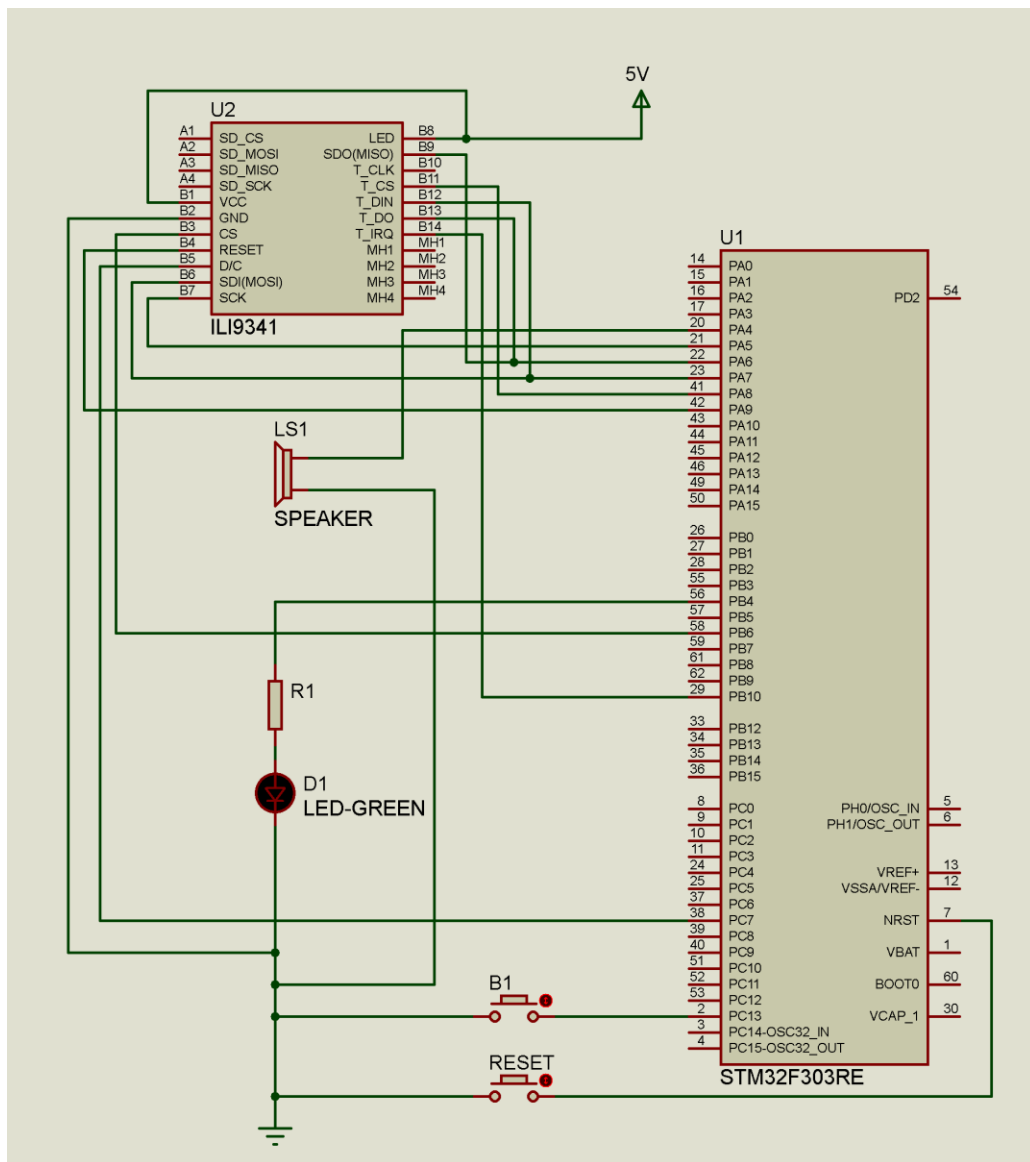 5V
U2
A1 SD_CS
A2 SD_MOSI
A3 SD_MISO
A4 SD_SCK
B1 VCC
B2 GND
B3 CS
B4 RESET
B5 D/C
B6 SDI(MOSI)
B7 SCK
LED B8
SDO(MISO) B9
T_CLK B10
T_CS B11
T_DIN B12
T_DO B13
T_IRQ B14
MH1 MH1
MH2 MH2
MH3 MH3
MH4 MH4
ILI9341
U1
14 PA0
15 PA1
16 PA2
17 PA3
20 PA4
21 PA5
22 PA6
23 PA7
41 PA8
42 PA9
43 PA10
44 PA11
45 PA12
46 PA13
49 PA14
50 PA15
26 PB0
27 PB1
28 PB2
55 PB3
56 PB4
57 PB5
58 PB6
59 PB7
61 PB8
62 PB9
29 PB10
33 PB12
34 PB13
35 PB14
36 PB15
8 PC0
9 PC1
10 PC2
11 PC3
24 PC4
25 PC5
37 PC6
38 PC7
39 PC8
40 PC9
51 PC10
52 PC11
53 PC12
2 PC13
3 PC14-OSC32_IN
4 PC15-OSC32_OUT
PD2 54
PH0/OSC_IN 5
PH1/OSC_OUT 6
VREF+ 13
VSSA/VREF- 12
NRST 7
VBAT 1
BOOT0 60
VCAP_1 30
STM32F303RE
LS1
SPEAKER
R1
D1
LED-GREEN
B1
RESET